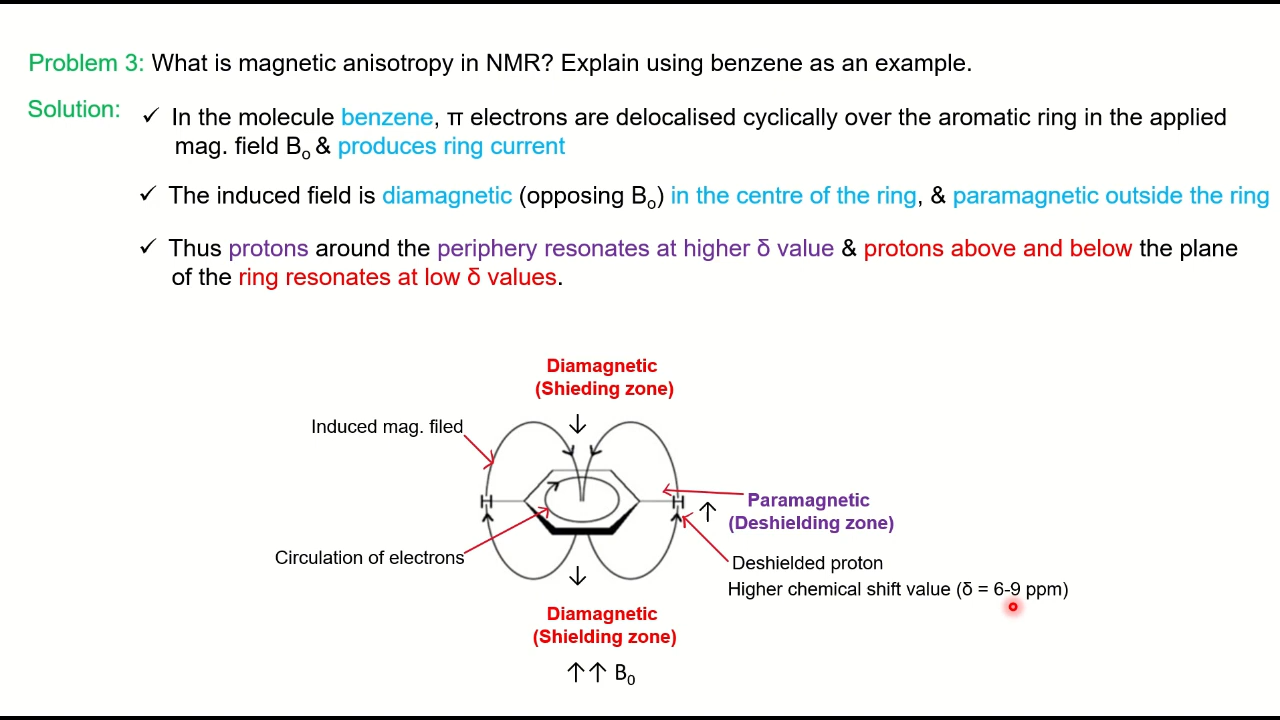 Problem 3: What is magnetic anisotropy in NMR? Explain using benzene as an example.
Solution: ✓ In the molecule benzene, π electrons are delocalised cyclically over the aromatic ring in the applied
mag. field Bₒ & produces ring current
✓ The induced field is diamagnetic (opposing Bₒ) in the centre of the ring, & paramagnetic outside the ring
✓ Thus protons around the periphery resonates at higher δ value & protons above and below the plane
of the ring resonates at low δ values.
Diamagnetic
(Shieding zone)
↓
Induced mag. filed
H
H
↑
Paramagnetic
(Deshielding zone)
Circulation of electrons
Deshielded proton
Higher chemical shift value (δ = 6-9 ppm)
↓
Diamagnetic
(Shielding zone)
↑↑ B₀